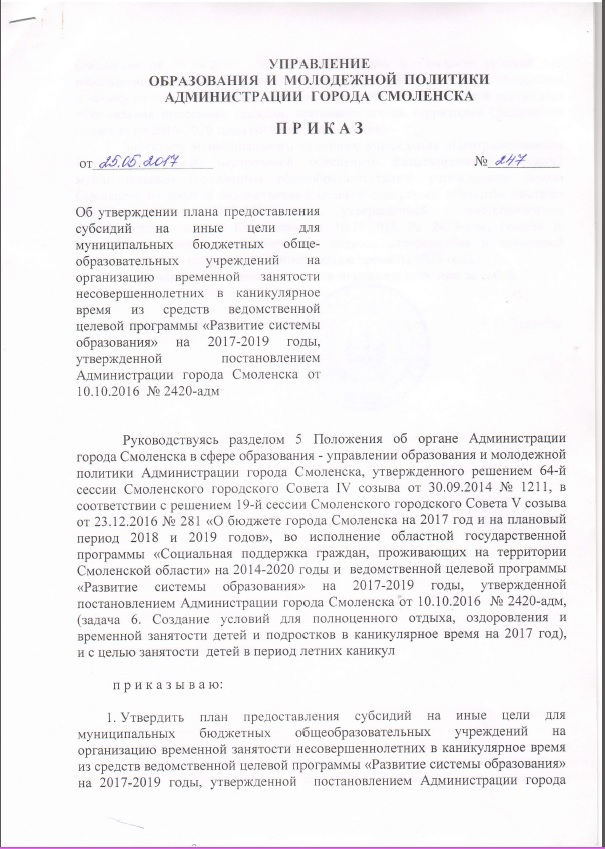 УПРАВЛЕНИЕ
ОБРАЗОВАНИЯ И МОЛОДЕЖНОЙ ПОЛИТИКИ
АДМИНИСТРАЦИИ ГОРОДА СМОЛЕНСКА
П Р И К А З
от 25.05.2017 № 247
Об утверждении плана предоставления
субсидий на иные цели для
муниципальных бюджетных обще-
образовательных учреждений на
организацию временной занятости
несовершеннолетних в каникулярное
время из средств ведомственной
целевой программы «Развитие системы
образования» на 2017-2019 годы,
утвержденной постановлением
Администрации города Смоленска от
10.10.2016 № 2420-адм
Руководствуясь разделом 5 Положения об органе Администрации
города Смоленска в сфере образования - управлении образования и молодежной
политики Администрации города Смоленска, утвержденного решением 64-й
сессии Смоленского городского Совета IV созыва от 30.09.2014 № 1211, в
соответствии с решением 19-й сессии Смоленского городского Совета V созыва
от 23.12.2016 № 281 «О бюджете города Смоленска на 2017 год и на плановый
период 2018 и 2019 годов», во исполнение областной государственной
программы «Социальная поддержка граждан, проживающих на территории
Смоленской области» на 2014-2020 годы и ведомственной целевой программы
«Развитие системы образования» на 2017-2019 годы, утвержденной
постановлением Администрации города Смоленска от 10.10.2016 № 2420-адм,
(задача 6. Создание условий для полноценного отдыха, оздоровления и
временной занятости детей и подростков в каникулярное время на 2017 год),
и с целью занятости детей в период летних каникул
п р и к а з ы в а ю:
1. Утвердить план предоставления субсидий на иные цели для
муниципальных бюджетных общеобразовательных учреждений на
организацию временной занятости несовершеннолетних в каникулярное время
из средств ведомственной целевой программы «Развитие системы образования»
на 2017-2019 годы, утвержденной постановлением Администрации города